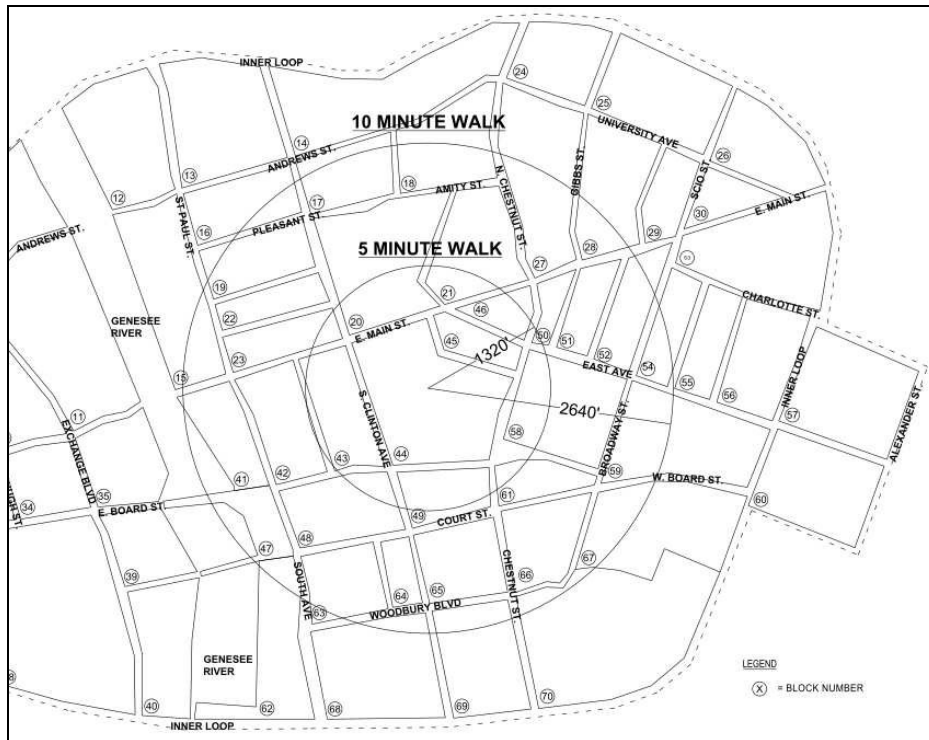 INNER LOOP
24
25
10 MINUTE WALK
UNIVERSITY AVE
14
ANDREWS ST.
26
GIBBS ST.
SCIO ST.
13
12
18
AMITY ST.
N. CHESTNUT ST.
17
ST PAUL ST.
PLEASANT ST.
E. MAIN ST.
30
16
ANDREWS ST.
29
28
5 MINUTE WALK
53
27
19
21
46
CHARLOTTE ST.
GENESEE
RIVER
22
20
E. MAIN ST.
45
50
51
52
1320'
23
EAST AVE
54
INNER LOOP
15
55
56
2640'
57
ALEXANDER ST.
11
S. CLINTON AVE
BROADWAY ST.
58
EXCHANGE BLVD
44
43
42
41
59
W. BOARD ST.
34
35
E. BOARD ST.
61
60
49
COURT ST.
48
47
CHESTNUT ST.
67
66
39
SOUTH AVE
64
65
63
WOODBURY BLVD
GENESEE
RIVER
LEGEND
X = BLOCK NUMBER
40
62
68
69
70
INNER LOOP